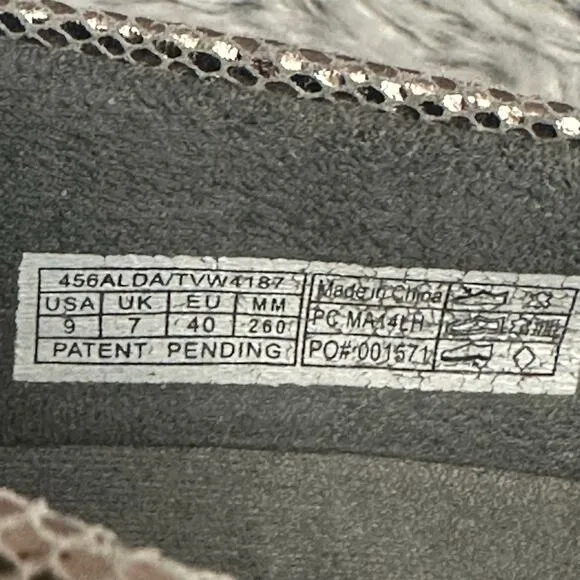 456ALDA/TVW4187
USA UK EU MM
9 7 40 260
PATENT PENDING
Made in China
PC MA14LH
PO#:001571